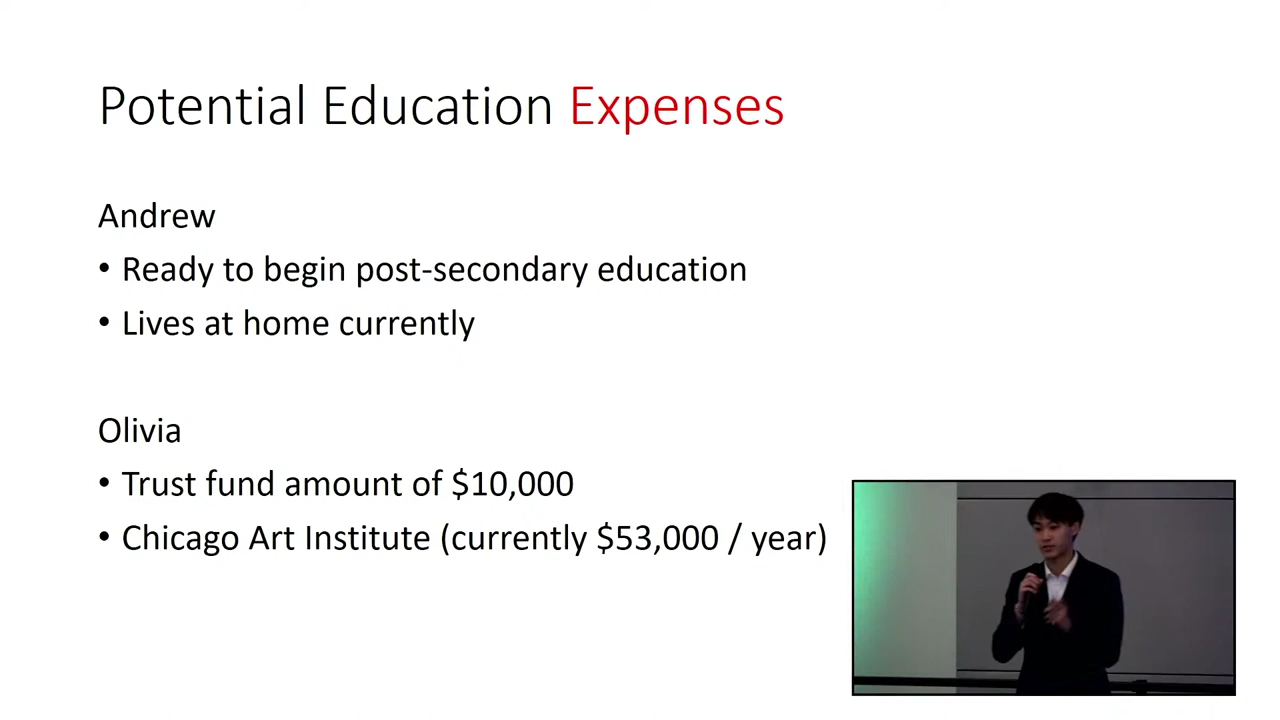 Potential Education Expenses
Andrew
• Ready to begin post-secondary education
• Lives at home currently
Olivia
• Trust fund amount of $10,000
• Chicago Art Institute (currently $53,000 / year)